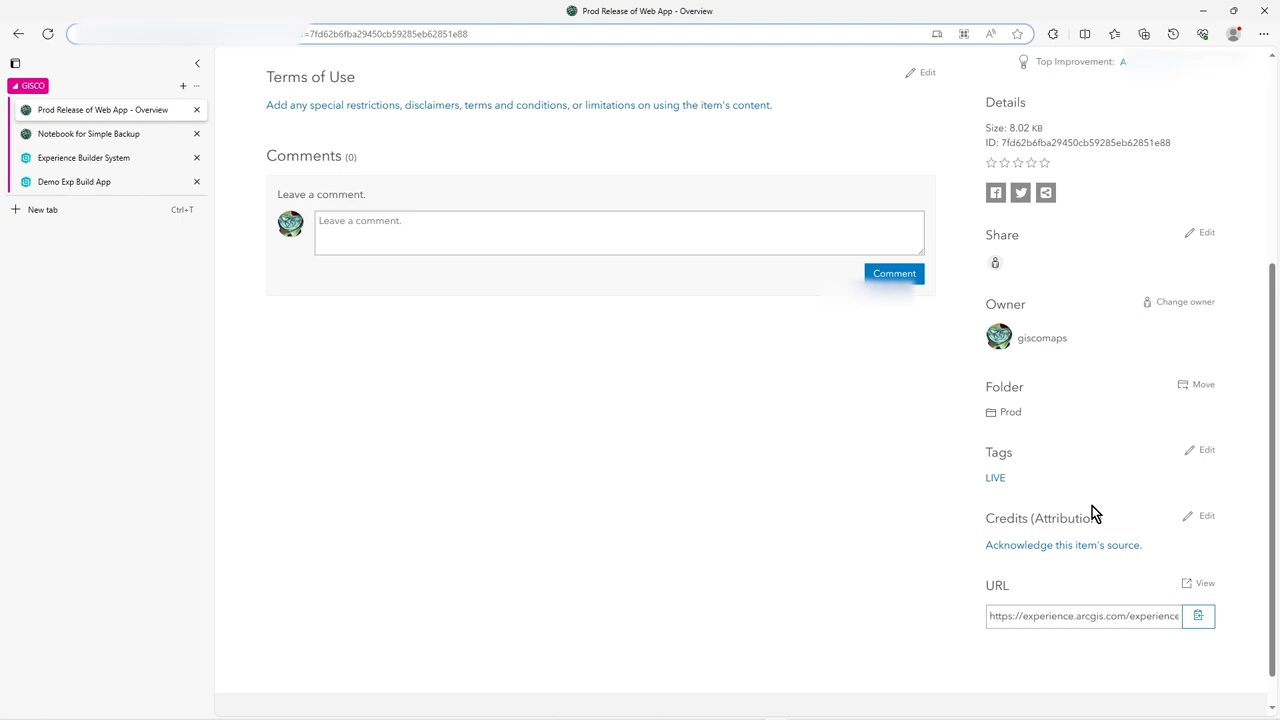 Prod Release of Web App - Overview
=7fd62b6fba29450cb59285eb62851e88
GISCO
Prod Release of Web App - Overview
Notebook for Simple Backup
Experience Builder System
Demo Exp Build App
New tab Ctrl+T
Terms of Use
Edit
Add any special restrictions, disclaimers, terms and conditions, or limitations on using the item's content.
Comments (0)
Leave a comment.
Leave a comment.
Comment
Top Improvement: A
Details
Size: 8.02 KB
ID: 7fd62b6fba29450cb59285eb62851e88
Share
Edit
Owner
Change owner
giscomaps
Folder
Move
Prod
Tags
Edit
LIVE
Credits (Attribution
Edit
Acknowledge this item's source.
URL
View
https://experience.arcgis.com/experience